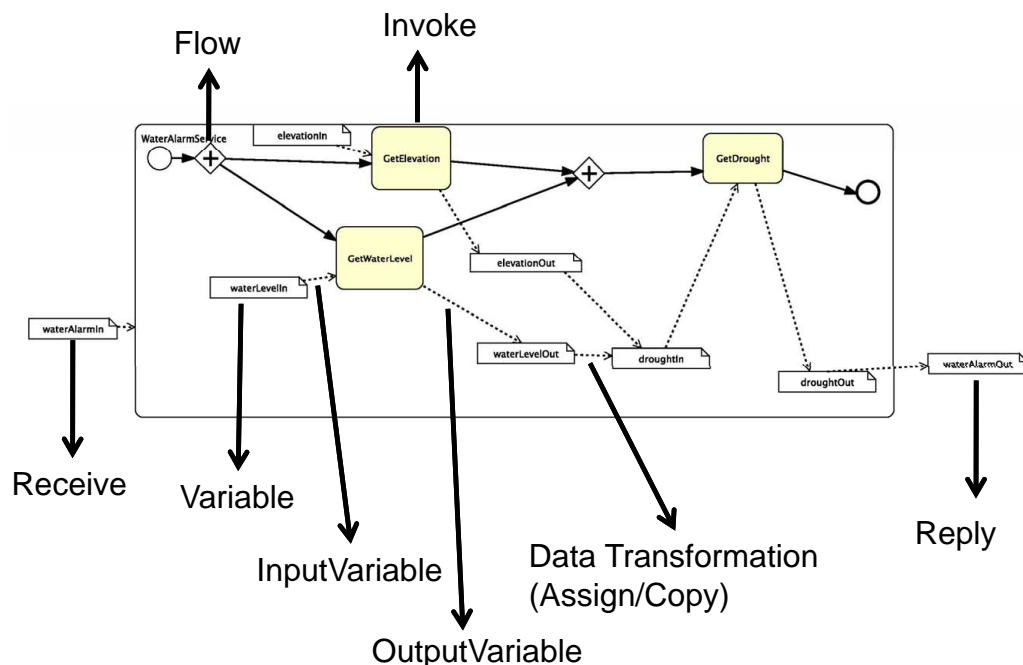 Flow
Invoke
WaterAlarmService
elevationIn
GetElevation
GetDrought
GetWaterLevel
elevationOut
waterLevelIn
waterAlarmIn
waterLevelOut
droughtIn
waterAlarmOut
droughtOut
Receive
Variable
InputVariable
OutputVariable
Data Transformation
(Assign/Copy)
Reply